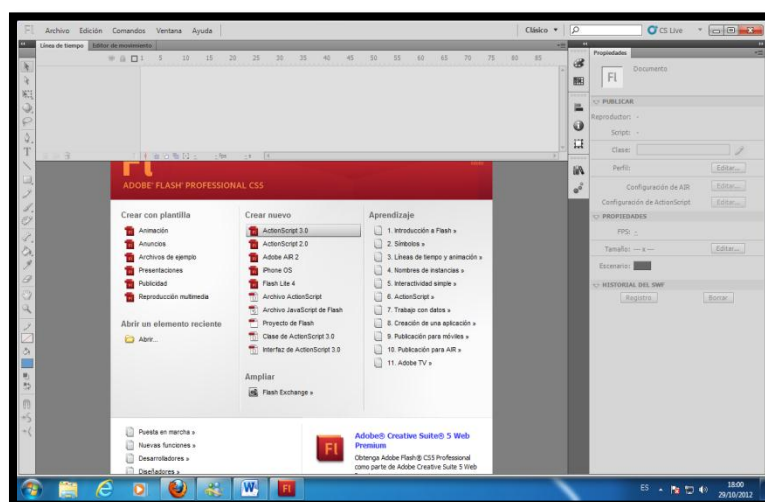 FL Archivo Edición Comandos Ventana Ayuda Clásico CS Live
Línea de tiempo Editor de movimiento
1 5 10 15 20 25 30 35 40 45 50 55 60 65 70 75 80 85
Propiedades
Fl Documento
PUBLICAR
Reproductor: -
Script: -
Clase:
Perfil: Editar...
Configuración de AIR Editar...
Configuración de ActionScript Editar...
PROPIEDADES
FPS: -
Tamaño: --- x --- Editar...
Escenario:
HISTORIAL DEL SWF
Registro Borrar
ADOBE® FLASH® PROFESSIONAL CS5
Crear con plantilla
Animación
Anuncios
Archivos de ejemplo
Presentaciones
Publicidad
Reproducción multimedia
Abrir un elemento reciente
Abrir...
Crear nuevo
ActionScript 3.0
ActionScript 2.0
Adobe AIR 2
iPhone OS
Flash Lite 4
Archivo ActionScript
Archivo JavaScript de Flash
Proyecto de Flash
Clase de ActionScript 3.0
Interfaz de ActionScript 3.0
Ampliar
Flash Exchange »
Aprendizaje
1. Introducción a Flash »
2. Símbolos »
3. Líneas de tiempo y animación »
4. Nombres de instancias »
5. Interactividad simple »
6. ActionScript »
7. Trabajo con datos »
8. Creación de una aplicación »
9. Publicación para móviles »
10. Publicación para AIR »
11. Adobe TV »
Puesta en marcha »
Nuevas funciones »
Desarrolladores »
Diseñadores »
Fl
Adobe® Creative Suite® 5 Web
Premium
Obtenga Adobe Flash® CS5 Professional
como parte de Adobe Creative Suite 5 Web
W
Fl
ES
18:00
29/10/2012